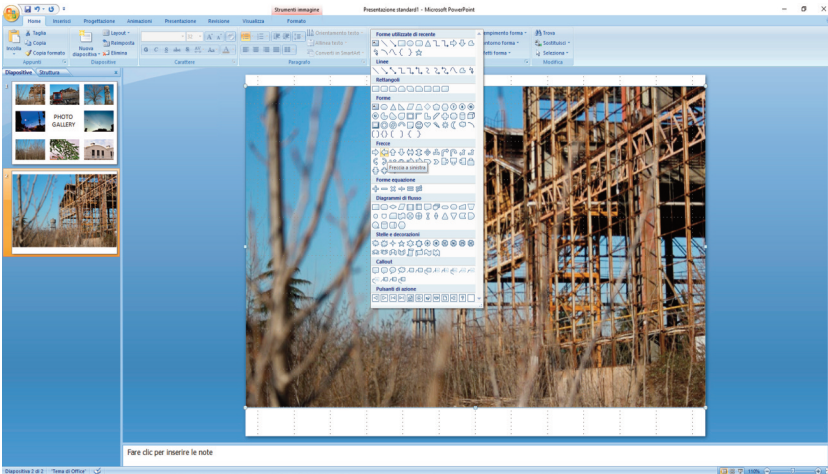 Strumenti immagine
Presentazione standard1 - Microsoft PowerPoint
Home Inserisci Progettazione Animazioni Presentazione Revisione Visualizza Formato
Incolla
Taglia
Copia
Copia formato
Appunti
Nuova diapositiva
Layout
Reimposta
Elimina
Diapositive
Carattere
Orientamento testo
Allinea testo
Converti in SmartArt
Paragrafo
Trova
Sostituisci
Seleziona
Modifica
Diapositive Struttura
PHOTO
GALLERY
Forme utilizzate di recente
Linee
Rettangoli
Forme
Frecce
Freccia a sinistra
Forme equazione
Diagrammi di flusso
Stelle e decorazioni
Callout
Pulsanti di azione
Fare clic per inserire le note
Diapositiva 2 di 2 "Tema di Office"
110%